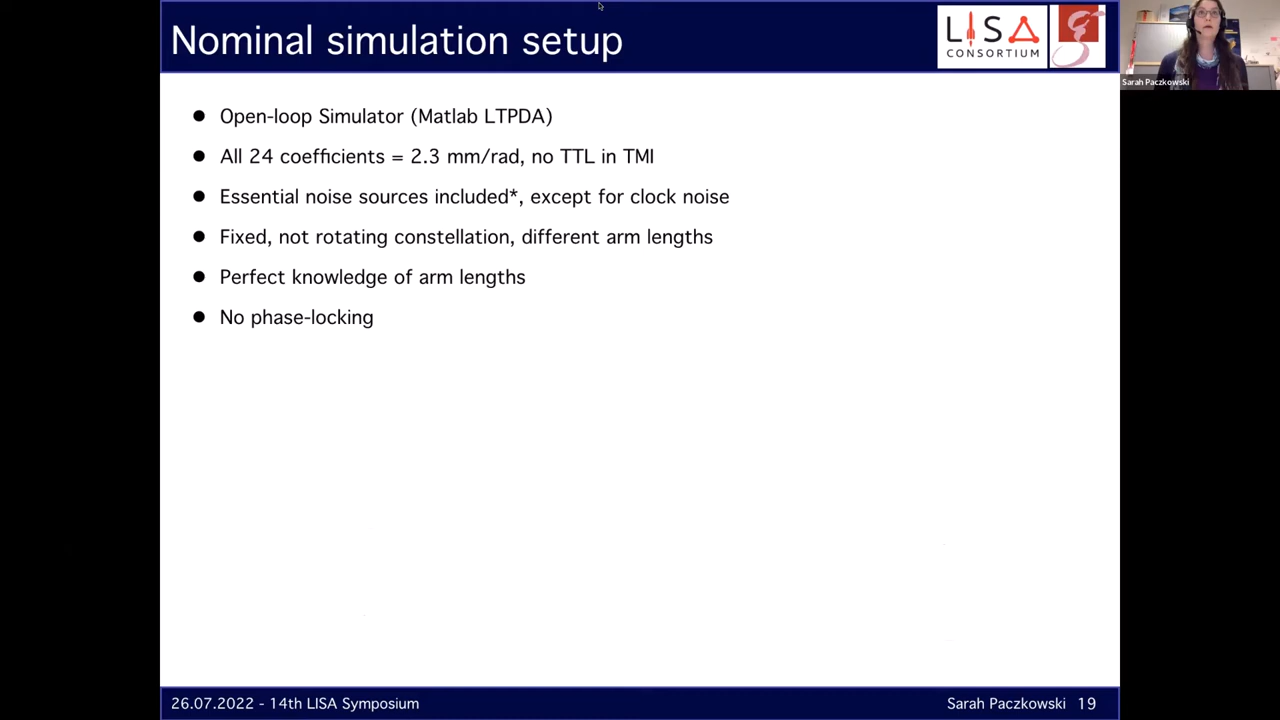 Nominal simulation setup
LISA
CONSORTIUM
Sarah Paczkowski
● Open-loop Simulator (Matlab LTPDA)
● All 24 coefficients = 2.3 mm/rad, no TTL in TMI
● Essential noise sources included*, except for clock noise
● Fixed, not rotating constellation, different arm lengths
● Perfect knowledge of arm lengths
● No phase-locking
26.07.2022 - 14th LISA Symposium
Sarah Paczkowski 19